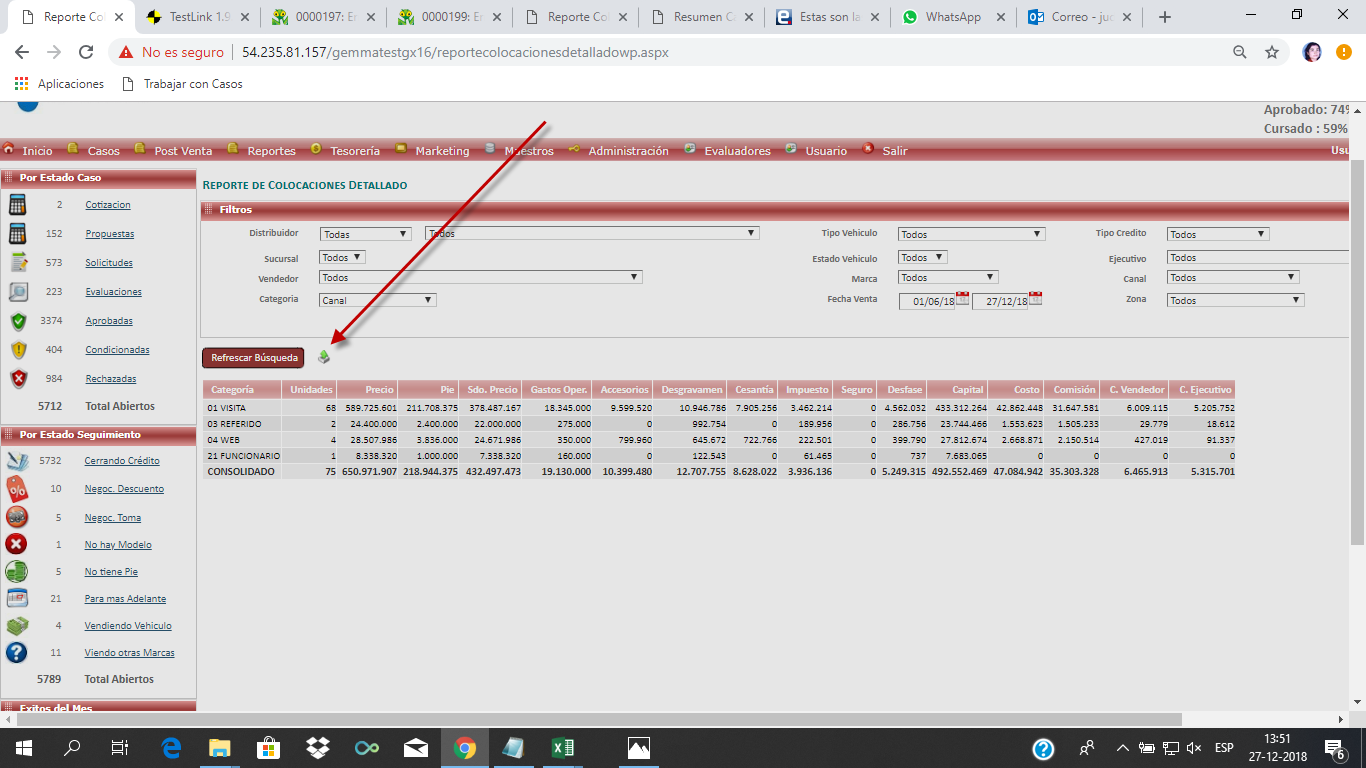 Reporte Col
TestLink 1.9
0000197: Er
0000199: Er
Reporte Col
Resumen C
Estas son la
WhatsApp
Correo - juc
No es seguro
54.235.81.157/gemmatestgx16/reportecolocacionesdetalladowp.aspx
Aplicaciones
Trabajar con Casos
Aprobado: 74%
Cursado : 59%
Inicio Casos Post Venta Reportes Tesorería Marketing Maestros Administración Evaluadores Usuario Salir Usu
Por Estado Caso
2 Cotizacion
152 Propuestas
573 Solicitudes
223 Evaluaciones
3374 Aprobadas
404 Condicionadas
984 Rechazadas
5712 Total Abiertos
Por Estado Seguimiento
5732 Cerrando Crédito
10 Negoc. Descuento
5 Negoc. Toma
1 No hay Modelo
5 No tiene Pie
21 Para mas Adelante
4 Vendiendo Vehiculo
11 Viendo otras Marcas
5789 Total Abiertos
Exitos del Mes
Reporte de Colocaciones Detallado
Filtros
Distribuidor Todas Todos Tipo Vehiculo Todos Tipo Credito Todos
Sucursal Todos Estado Vehiculo Todos Ejecutivo Todos
Vendedor Todos Marca Todos Canal Todos
Categoria Canal Fecha Venta 01/06/18 27/12/18 Zona Todos
Refrescar Búsqueda
Categoría Unidades Precio Pie Sdo. Precio Gastos Oper. Accesorios Desgravamen Cesantía Impuesto Seguro Desfase Capital Costo Comisión C. Vendedor C. Ejecutivo
01 VISITA 68 589.725.601 211.708.375 378.487.167 18.345.000 9.599.520 10.946.786 7.905.256 3.462.214 0 4.562.032 433.312.264 42.862.448 31.647.581 6.009.115 5.205.752
03 REFERIDO 2 24.400.000 2.400.000 22.000.000 275.000 0 992.754 0 189.956 0 286.756 23.744.466 1.553.623 1.505.233 29.779 18.612
04 WEB 4 28.507.986 3.836.000 24.671.986 350.000 799.960 645.672 722.766 222.501 0 399.790 27.812.674 2.668.871 2.150.514 427.019 91.337
21 FUNCIONARIO 1 8.338.320 1.000.000 7.338.320 160.000 0 122.543 0 61.465 0 737 7.683.065 0 0 0 0
CONSOLIDADO 75 650.971.907 218.944.375 432.497.473 19.130.000 10.399.480 12.707.755 8.628.022 3.936.136 0 5.249.315 492.552.469 47.084.942 35.303.328 6.465.913 5.315.701
ESP
13:51
27-12-2018
6